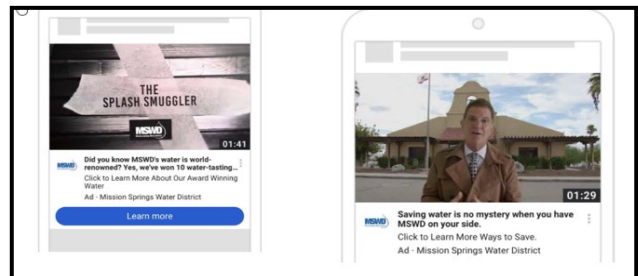 THE
SPLASH SMUGGLER
MSWD
01:41
MSWD
Did you know MSWD's water is world-
renowned? Yes, we've won 10 water-tasting...
Click to Learn More About Our Award Winning
Water
Ad · Mission Springs Water District
Learn more
01:29
MSWD
Saving water is no mystery when you have
MSWD on your side.
Click to Learn More Ways to Save.
Ad · Mission Springs Water District